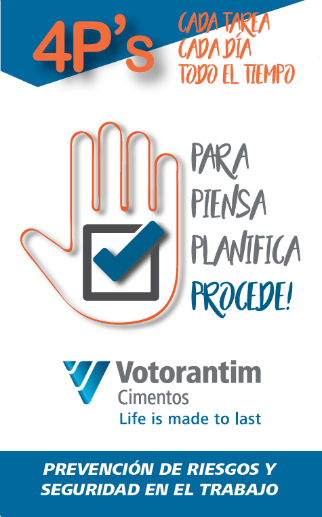 4P's
CADA TAREA
CADA DÍA
TODO EL TIEMPO
PARA
PIENSA
PLANIFICA
PROCEDE!
Votorantim
Cimentos
Life is made to last
PREVENCIÓN DE RIESGOS Y
SEGURIDAD EN EL TRABAJO